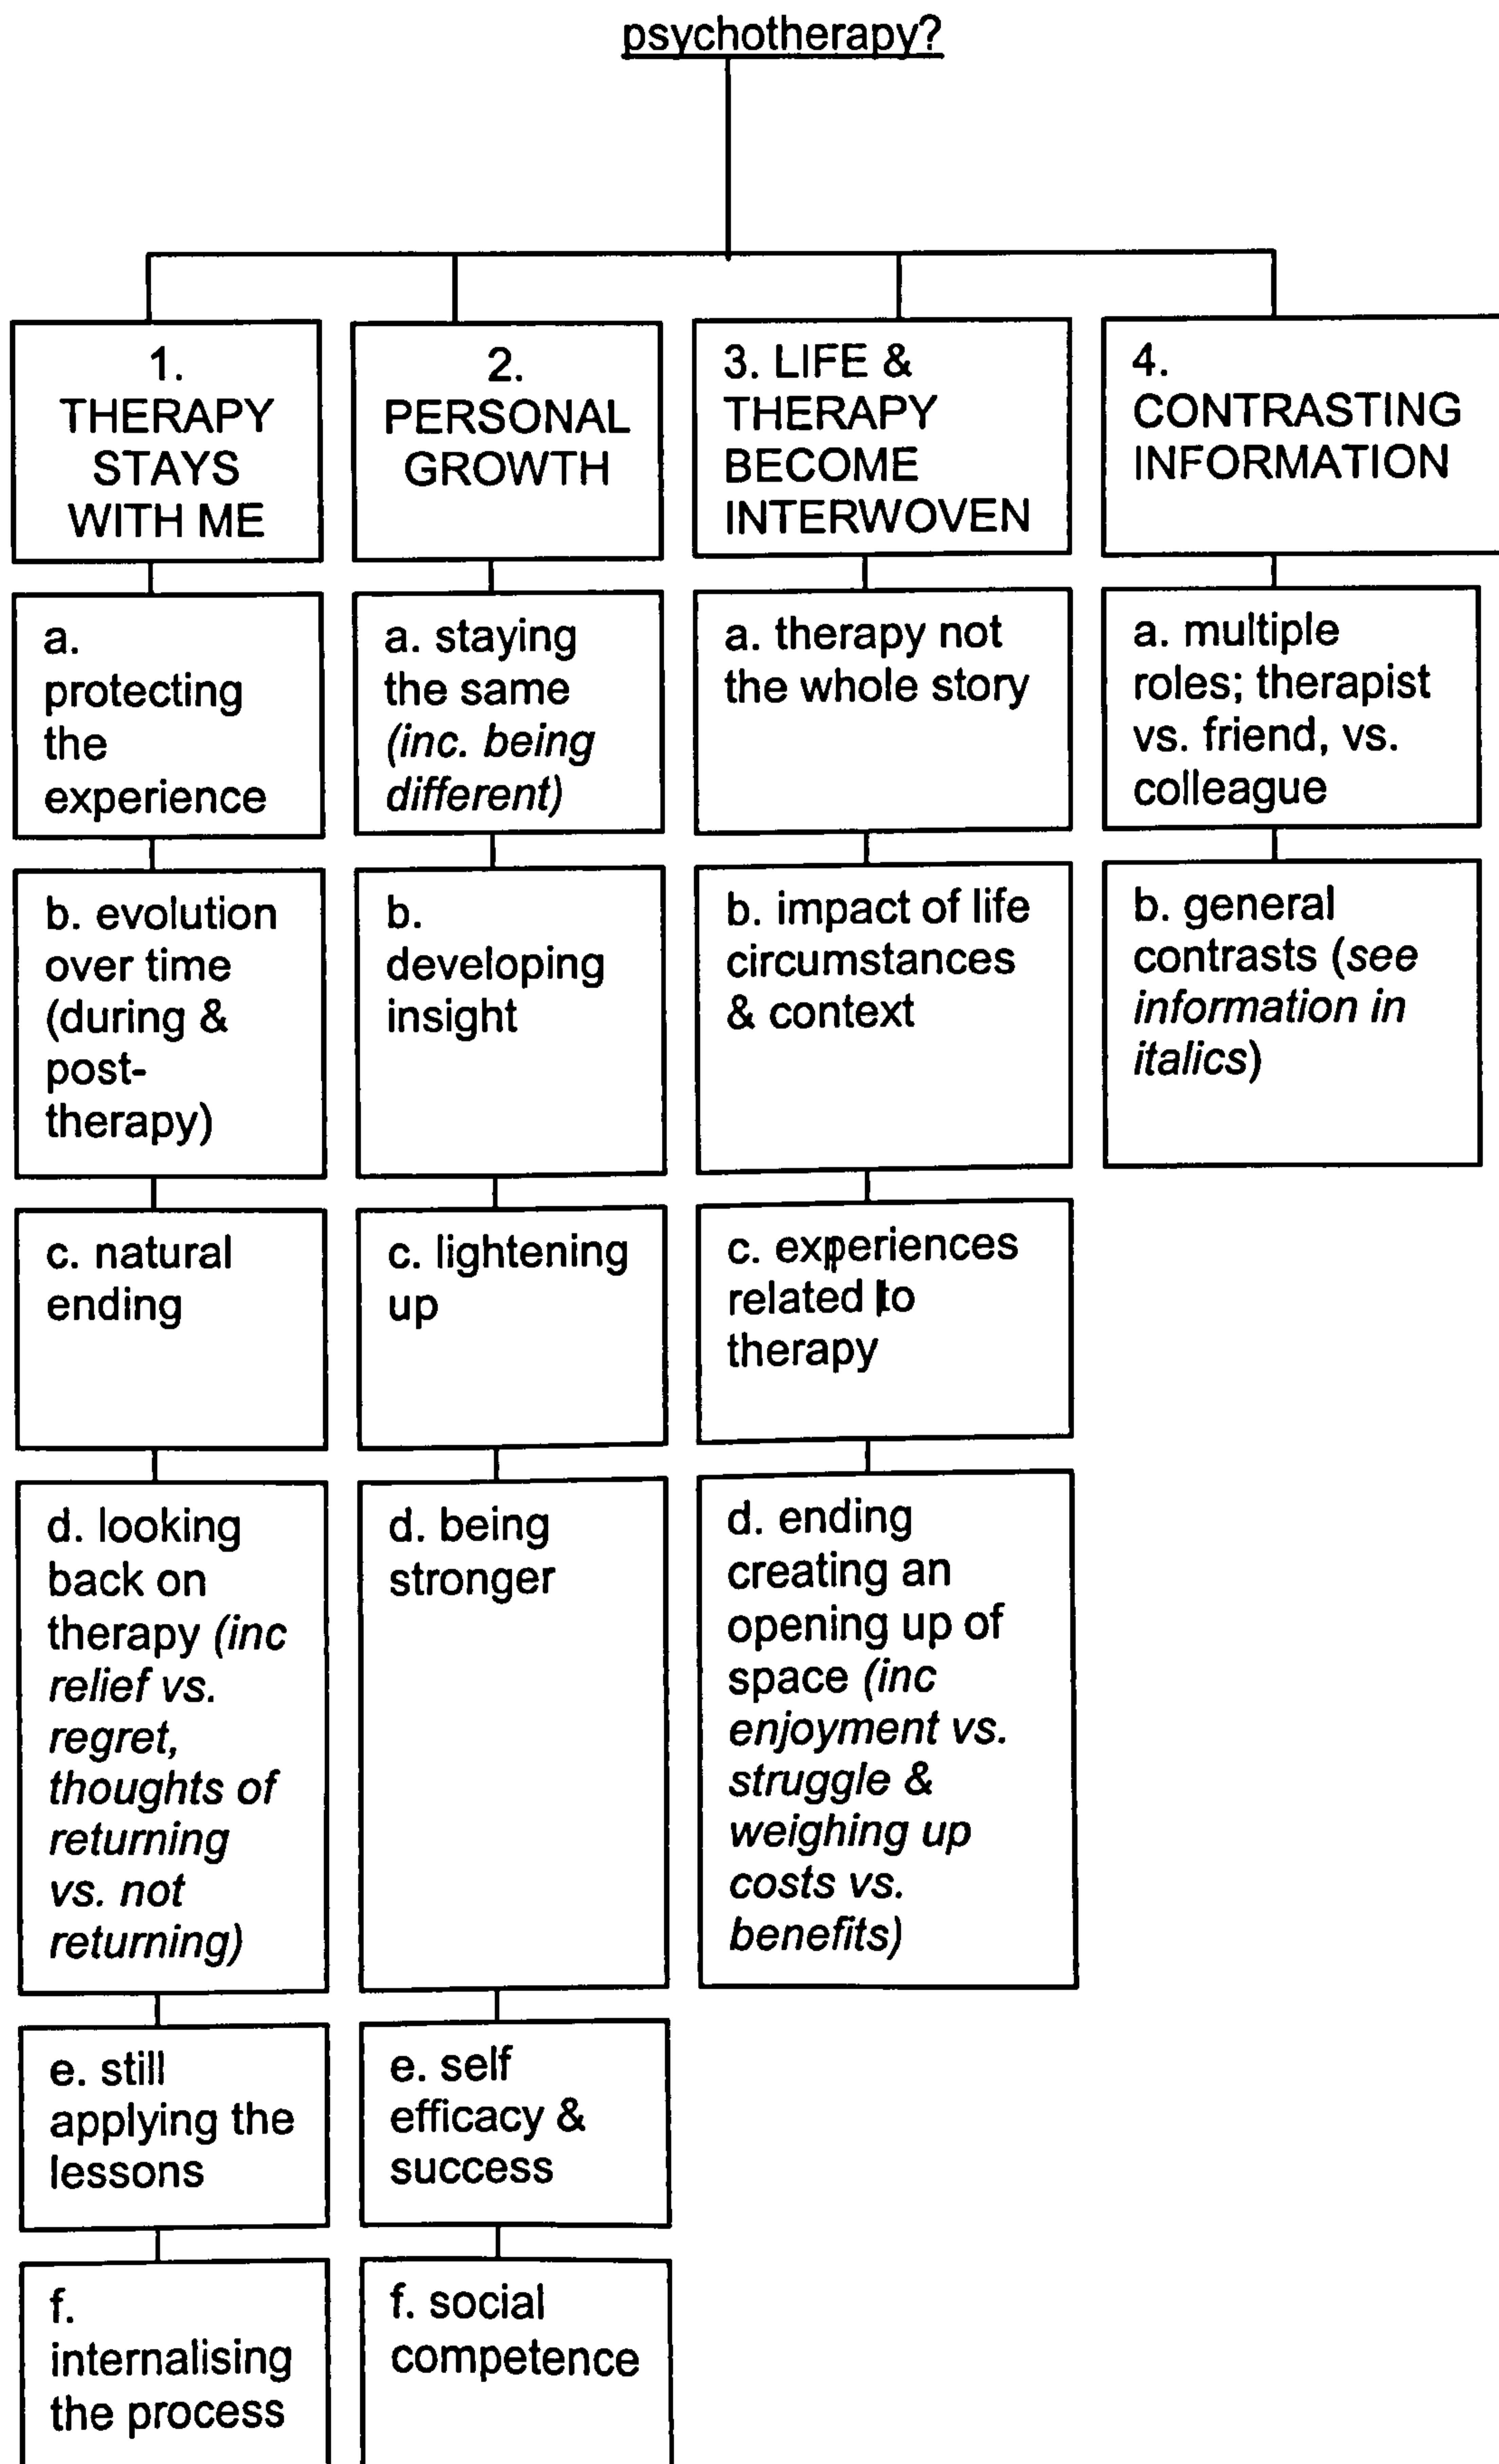 psychotherapy?
1.
THERAPY
STAYS
WITH ME
a.
protecting
the
experience
b. evolution
over time
(during &
post-
therapy)
c. natural
ending
d. looking
back on
therapy (inc
relief vs.
regret,
thoughts of
returning
vs. not
returning)
e. still
applying the
lessons
f.
internalising
the process
2.
PERSONAL
GROWTH
a. staying
the same
(inc. being
different)
b.
developing
insight
c. lightening
up
d. being
stronger
e. self
efficacy &
success
f. social
competence
3. LIFE &
THERAPY
BECOME
INTERWOVEN
a. therapy not
the whole story
b. impact of life
circumstances
& context
c. experiences
related to
therapy
d. ending
creating an
opening up of
space (inc
enjoyment vs.
struggle &
weighing up
costs vs.
benefits)
4.
CONTRASTING
INFORMATION
a. multiple
roles; therapist
vs. friend, vs.
colleague
b. general
contrasts (see
information in
italics)